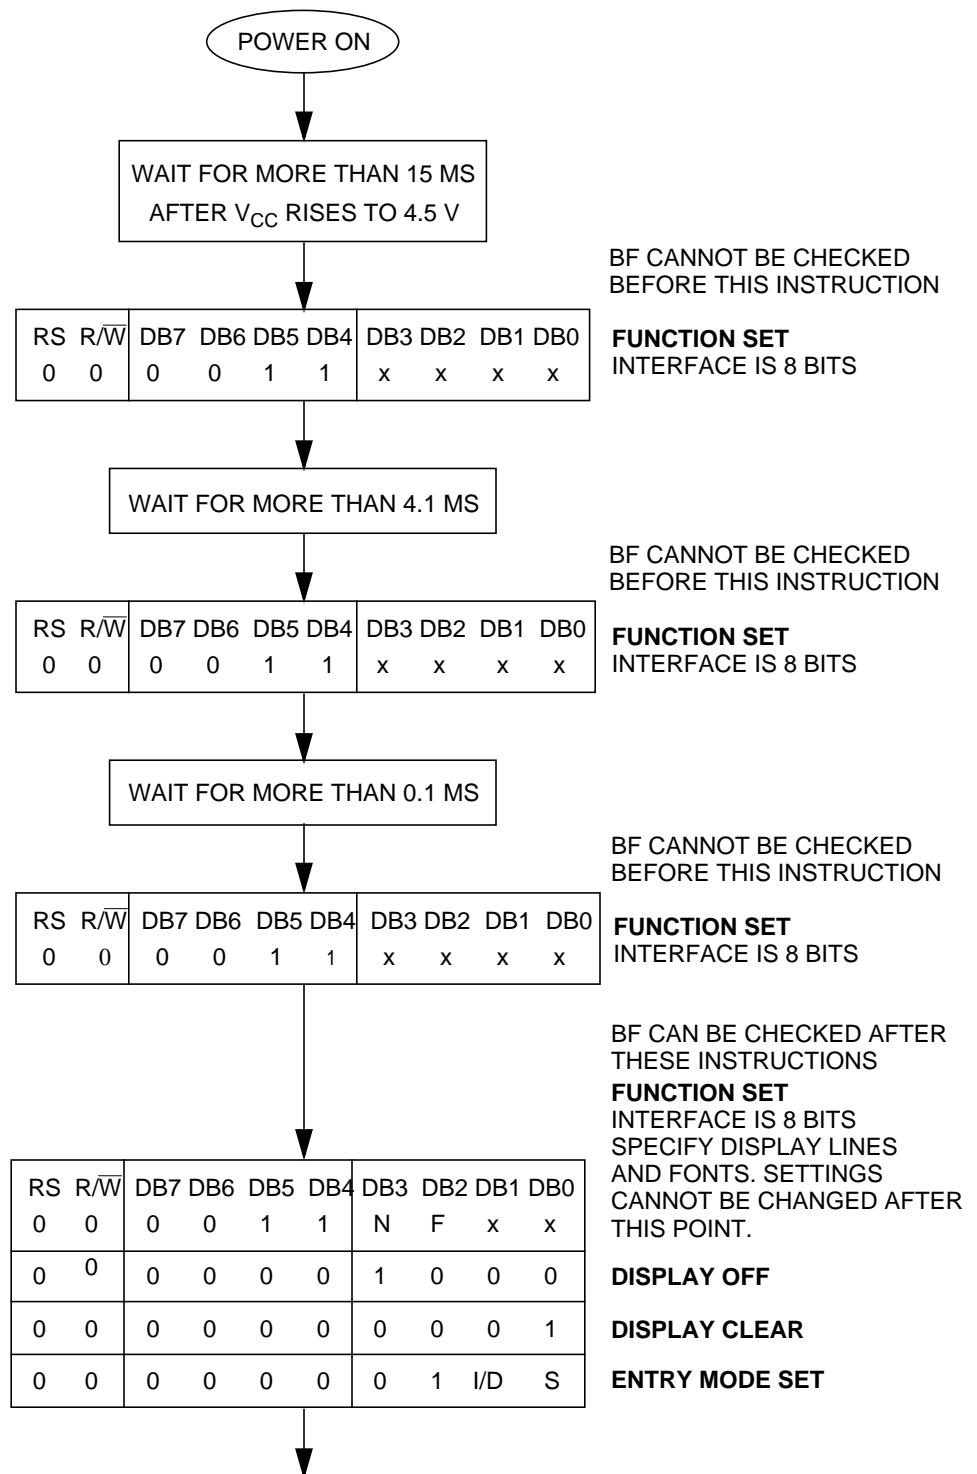 POWER ON
WAIT FOR MORE THAN 15 MS
AFTER VCC RISES TO 4.5 V
BF CANNOT BE CHECKED
BEFORE THIS INSTRUCTION
RS R/W̅ DB7 DB6 DB5 DB4 DB3 DB2 DB1 DB0
0 0 0 0 1 1 x x x x
FUNCTION SET
INTERFACE IS 8 BITS
WAIT FOR MORE THAN 4.1 MS
BF CANNOT BE CHECKED
BEFORE THIS INSTRUCTION
RS R/W̅ DB7 DB6 DB5 DB4 DB3 DB2 DB1 DB0
0 0 0 0 1 1 x x x x
FUNCTION SET
INTERFACE IS 8 BITS
WAIT FOR MORE THAN 0.1 MS
BF CANNOT BE CHECKED
BEFORE THIS INSTRUCTION
RS R/W̅ DB7 DB6 DB5 DB4 DB3 DB2 DB1 DB0
0 0 0 0 1 1 x x x x
FUNCTION SET
INTERFACE IS 8 BITS
BF CAN BE CHECKED AFTER
THESE INSTRUCTIONS
FUNCTION SET
INTERFACE IS 8 BITS
SPECIFY DISPLAY LINES
AND FONTS. SETTINGS
CANNOT BE CHANGED AFTER
THIS POINT.
RS R/W̅ DB7 DB6 DB5 DB4 DB3 DB2 DB1 DB0
0 0 0 0 1 1 N F x x
0 0 0 0 0 0 1 0 0 0
DISPLAY OFF
0 0 0 0 0 0 0 0 0 1
DISPLAY CLEAR
0 0 0 0 0 0 0 1 I/D S
ENTRY MODE SET